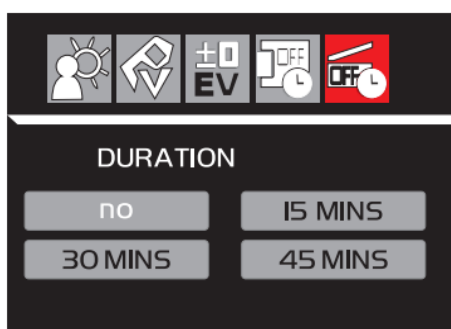 ±0 OFF OFF
EV
DURATION
no 15 MINS
30 MINS 45 MINS